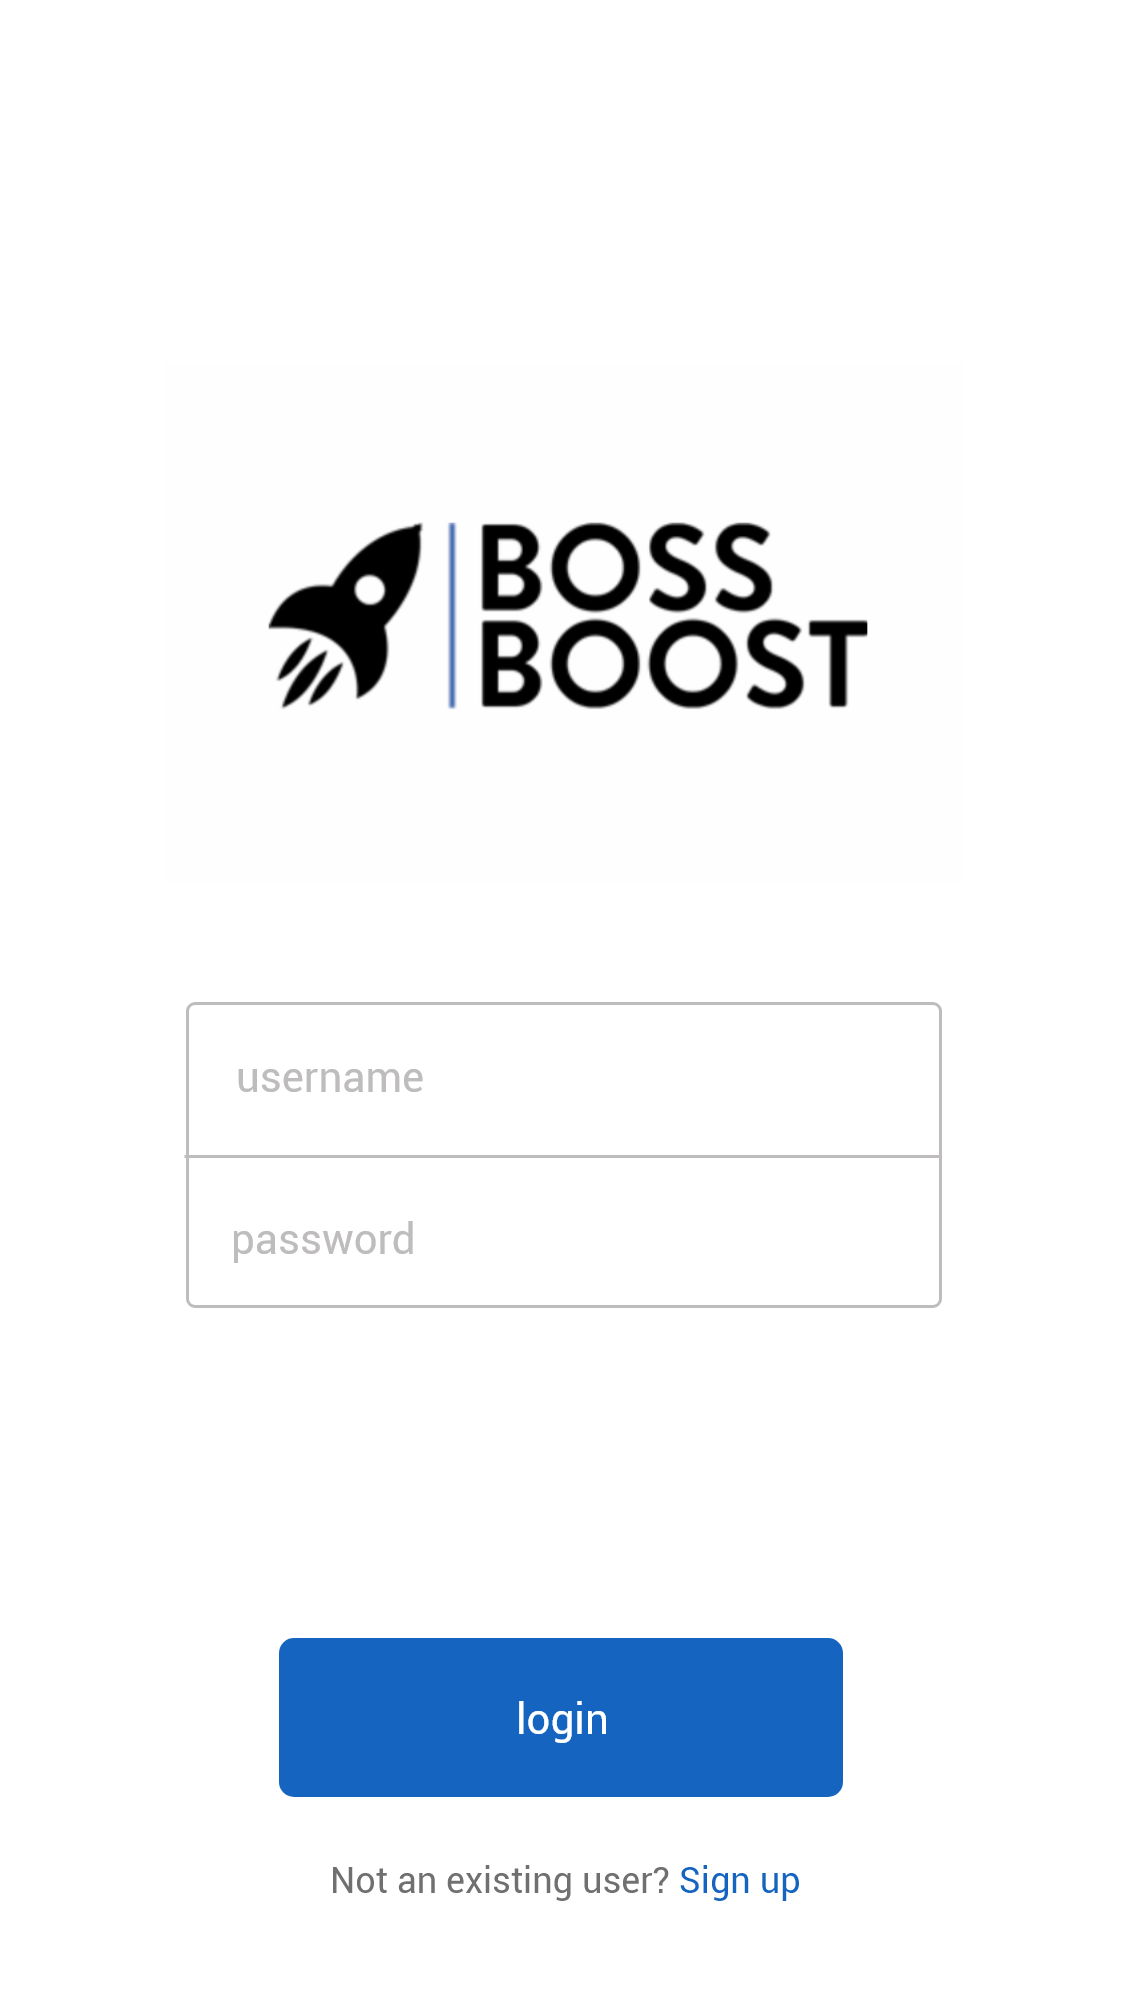 BOSS
BOOST
username
password
login
Not an existing user? Sign up